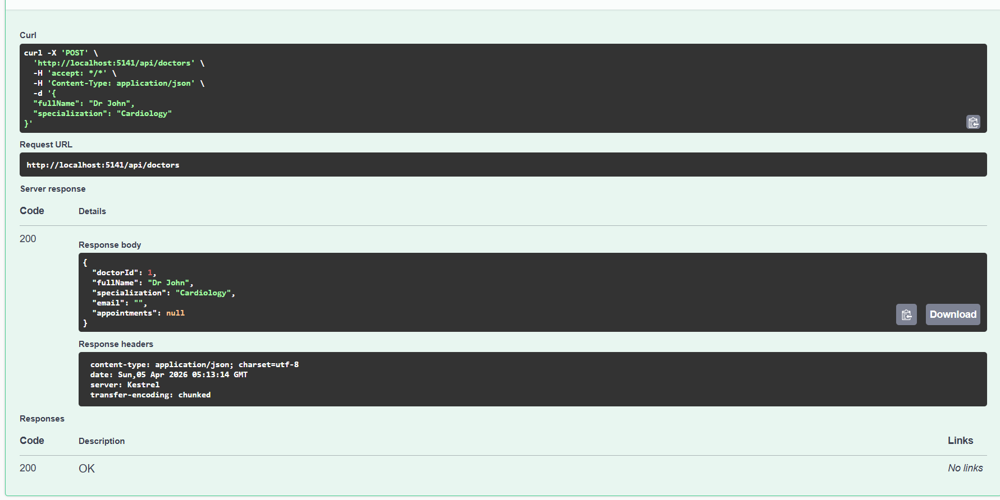 Curl
curl -X 'POST' \
  'http://localhost:5141/api/doctors' \
  -H 'accept: */*' \
  -H 'Content-Type: application/json' \
  -d '{
  "fullName": "Dr John",
  "specialization": "Cardiology"
}'
Request URL
http://localhost:5141/api/doctors
Server response
Code Details
200
Response body
{
  "doctorId": 1,
  "fullName": "Dr John",
  "specialization": "Cardiology",
  "email": "",
  "appointments": null
}
Download
Response headers
content-type: application/json; charset=utf-8
date: Sun,05 Apr 2026 05:13:14 GMT
server: Kestrel
transfer-encoding: chunked
Responses
Code Description Links
200 OK No links